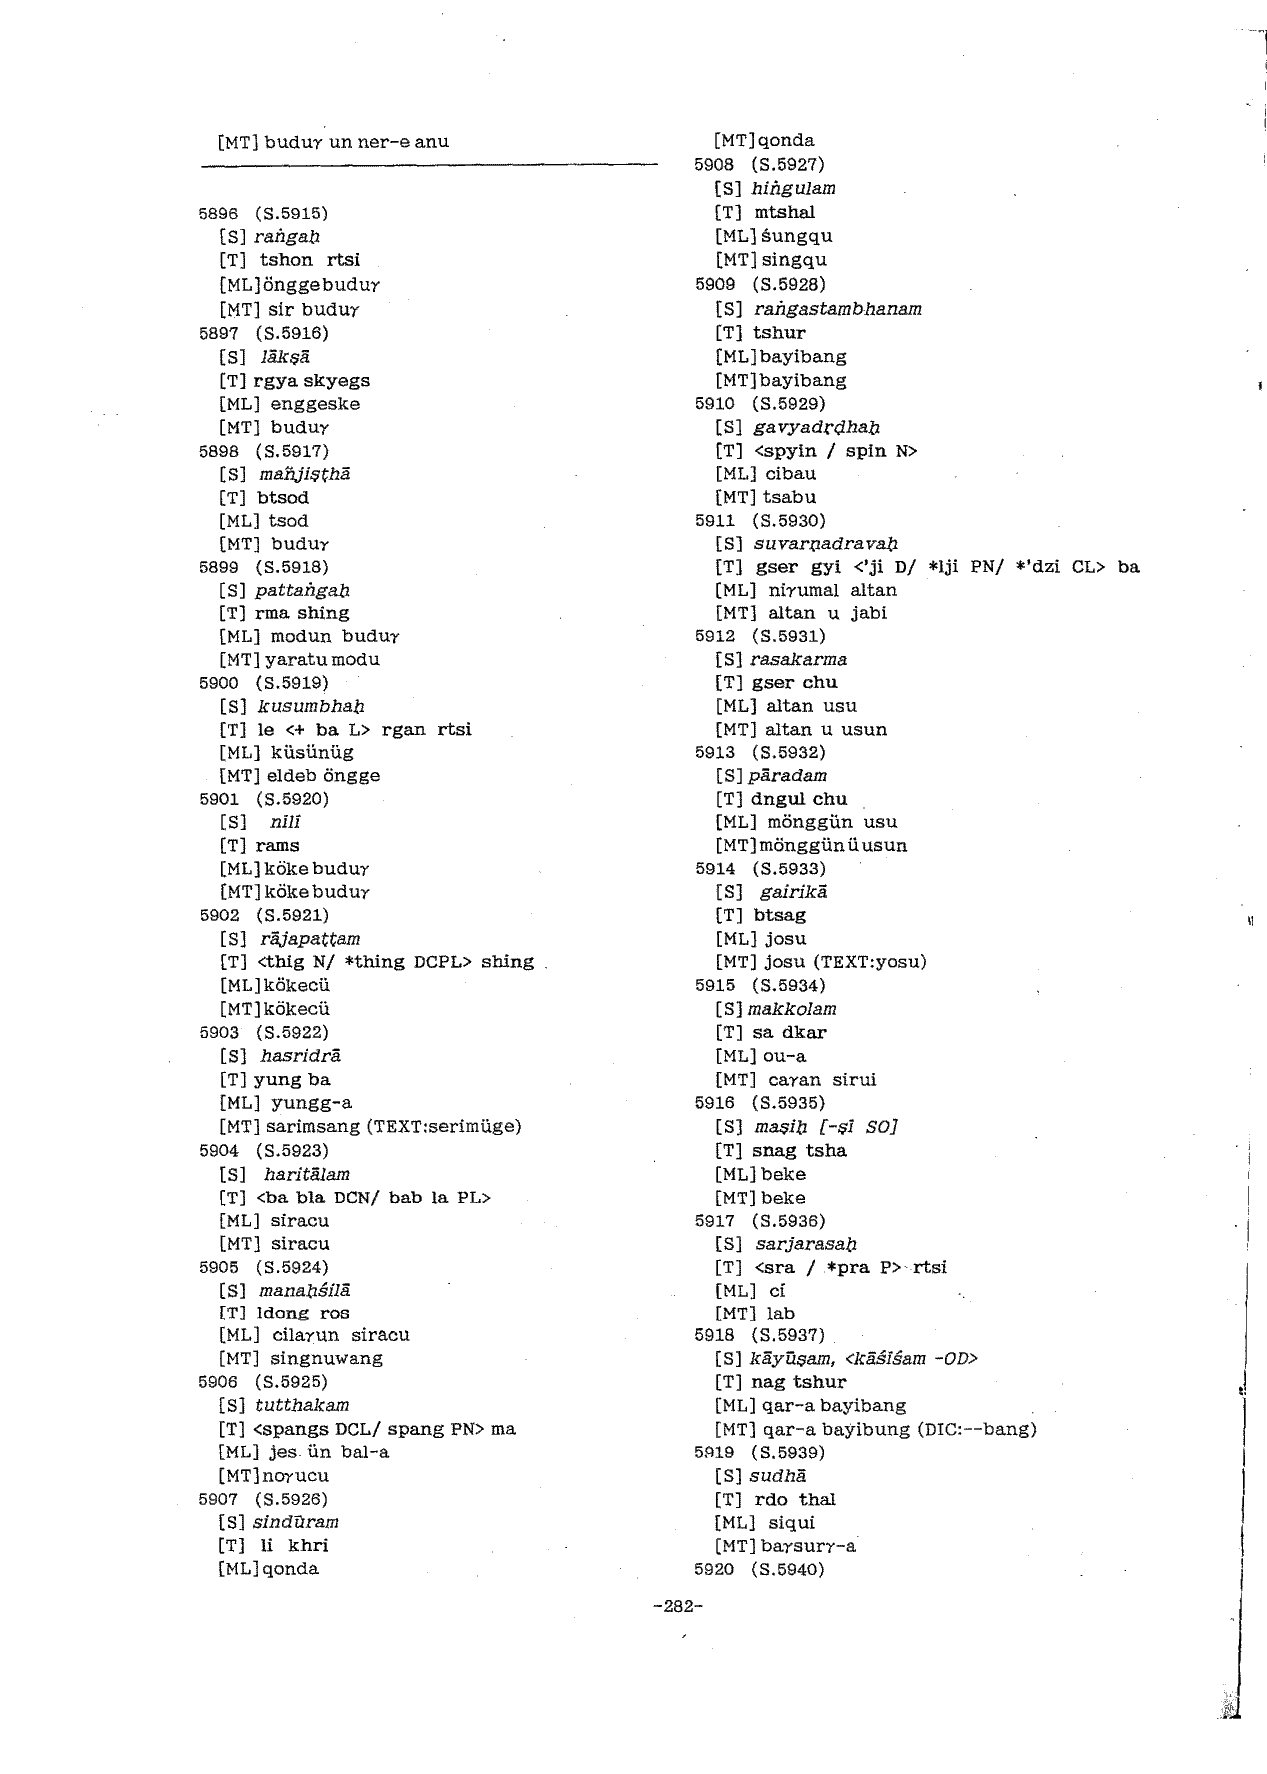 [MT] buduγ un ner-e anu
5896 (S.5915)
[S] raṅgaḥ
[T] tshon rtsi
[ML] öngge buduγ
[MT] sir buduγ
5897 (S.5916)
[S] lākṣā
[T] rgya skyegs
[ML] enggeske
[MT] buduγ
5898 (S.5917)
[S] mañjiṣṭhā
[T] btsod
[ML] tsod
[MT] buduγ
5899 (S.5918)
[S] pattaṅgaḥ
[T] rma shing
[ML] modun buduγ
[MT] yaratu modu
5900 (S.5919)
[S] kusumbhaḥ
[T] le <+ ba L> rgan rtsi
[ML] küsünüg
[MT] eldeb öngge
5901 (S.5920)
[S] nīlī
[T] rams
[ML] köke buduγ
[MT] köke buduγ
5902 (S.5921)
[S] rājapaṭṭam
[T] <thig N/ *thing DCPL> shing
[ML] kökecü
[MT] kökecü
5903 (S.5922)
[S] hasridrā
[T] yung ba
[ML] yungg-a
[MT] sarimsang (TEXT:serimüge)
5904 (S.5923)
[S] haritālam
[T] <ba bla DCN/ bab la PL>
[ML] siracu
[MT] siracu
5905 (S.5924)
[S] manaḥśilā
[T] ldong ros
[ML] cilaγun siracu
[MT] singnuwang
5906 (S.5925)
[S] tutthakam
[T] <spangs DCL/ spang PN> ma
[ML] jes ün bal-a
[MT] noγucu
5907 (S.5926)
[S] sindūram
[T] li khri
[ML] qonda
[MT] qonda
5908 (S.5927)
[S] hiṅgulam
[T] mtshal
[ML] śungqu
[MT] singqu
5909 (S.5928)
[S] raṅgastambhanam
[T] tshur
[ML] bayibang
[MT] bayibang
5910 (S.5929)
[S] gavyadṛḍhaḥ
[T] <spyin / spin N>
[ML] cibau
[MT] tsabu
5911 (S.5930)
[S] suvarṇadravaḥ
[T] gser gyi <'ji D/ *lji PN/ *'dzi CL> ba
[ML] niγumal altan
[MT] altan u jabi
5912 (S.5931)
[S] rasakarma
[T] gser chu
[ML] altan usu
[MT] altan u usun
5913 (S.5932)
[S] pāradam
[T] dngul chu
[ML] mönggün usu
[MT] mönggün ü usun
5914 (S.5933)
[S] gairikā
[T] btsag
[ML] josu
[MT] josu (TEXT:yosu)
5915 (S.5934)
[S] makkolam
[T] sa dkar
[ML] ou-a
[MT] caγan sirui
5916 (S.5935)
[S] maṣiḥ [-ṣī SO]
[T] snag tsha
[ML] beke
[MT] beke
5917 (S.5936)
[S] sarjarasaḥ
[T] <sra / *pra P> rtsi
[ML] ci
[MT] lab
5918 (S.5937)
[S] kāyūṣam, <kāśīśam -OD>
[T] nag tshur
[ML] qar-a bayibang
[MT] qar-a bayibung (DIC:--bang)
5919 (S.5939)
[S] sudhā
[T] rdo thal
[ML] siqui
[MT] baγsurγ-a
5920 (S.5940)
-282-